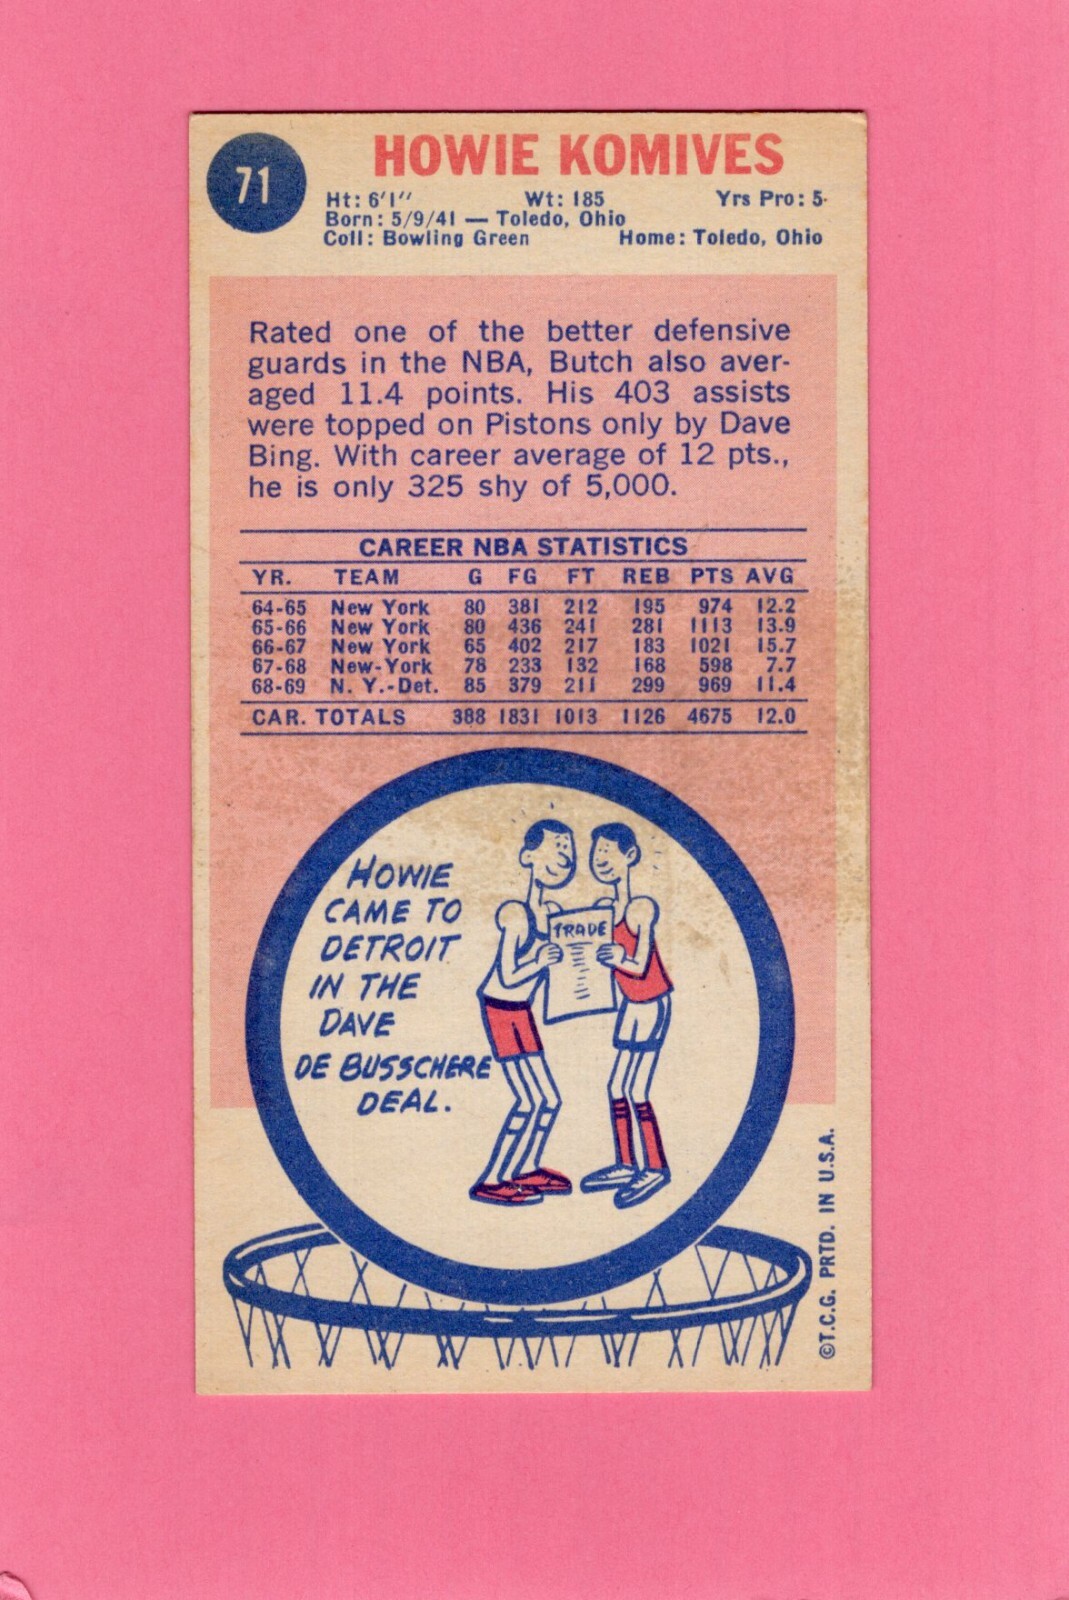 71
HOWIE KOMIVES
Ht: 6'1" Wt: 185 Yrs Pro: 5
Born: 5/9/41 — Toledo, Ohio
Coll: Bowling Green Home: Toledo, Ohio
Rated one of the better defensive
guards in the NBA, Butch also aver-
aged 11.4 points. His 403 assists
were topped on Pistons only by Dave
Bing. With career average of 12 pts.,
he is only 325 shy of 5,000.
CAREER NBA STATISTICS
YR. TEAM G FG FT REB PTS AVG
64-65 New York 80 381 212 195 974 12.2
65-66 New York 80 436 241 281 1113 13.9
66-67 New York 65 402 217 183 1021 15.7
67-68 New-York 78 233 132 168 598 7.7
68-69 N. Y.-Det. 85 379 211 299 969 11.4
CAR. TOTALS 388 1831 1013 1126 4675 12.0
HOWIE
CAME TO
DETROIT
IN THE
DAVE
DE BUSSCHERE
DEAL.
TRADE
©T.C.G. PRTD. IN U.S.A.